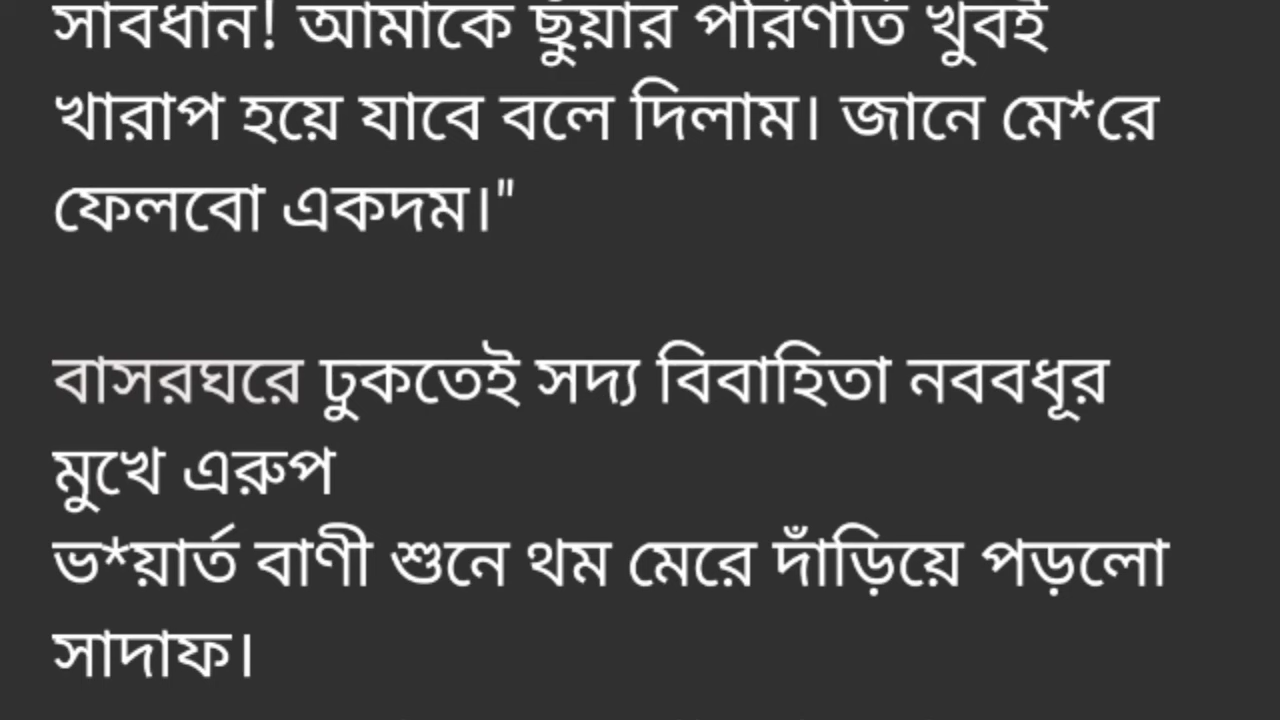 সাবধান! আমাকে ছুঁয়ার পরিণতি খুবই
খারাপ হয়ে যাবে বলে দিলাম। জানে মে*রে
ফেলবো একদম।"
বাসরঘরে ঢুকতেই সদ্য বিবাহিতা নববধূর
মুখে এরুপ
ভ*য়ার্ত বাণী শুনে থম মেরে দাঁড়িয়ে পড়লো
সাদাফ।